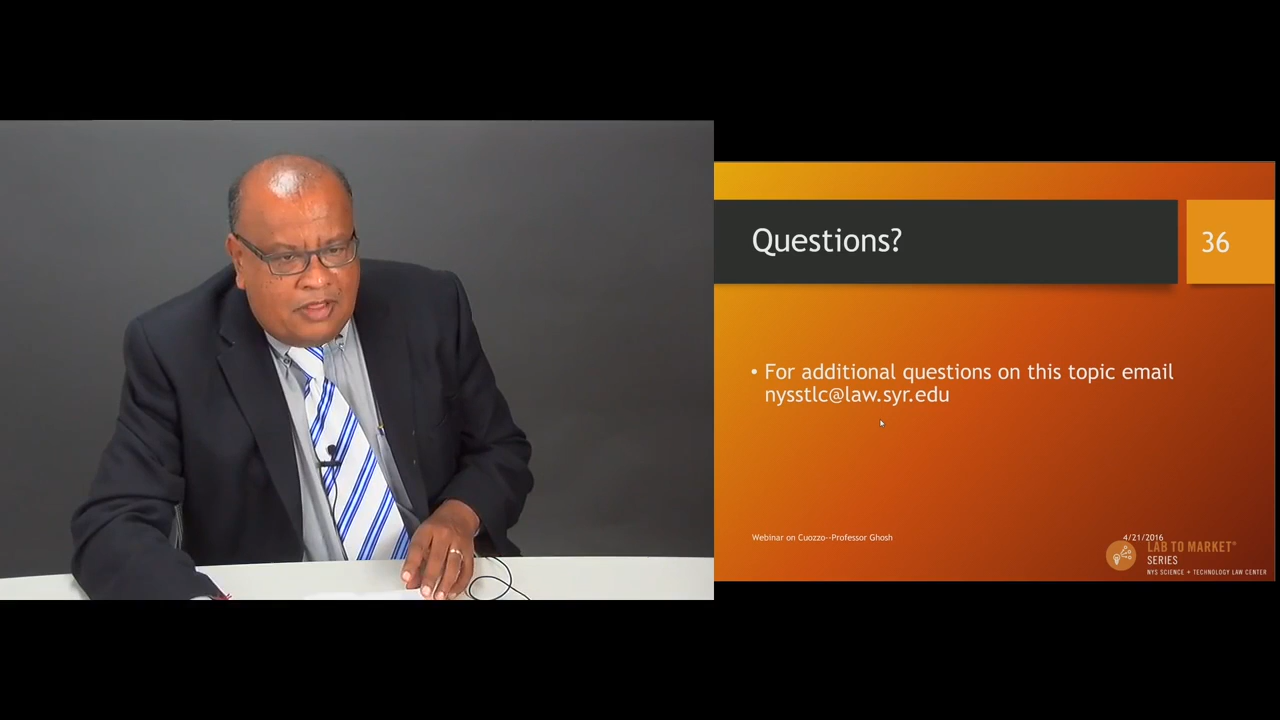 Questions?
36
• For additional questions on this topic email
nysstlc@law.syr.edu
Webinar on Cuozzo--Professor Ghosh
4/21/2016
LAB TO MARKET®
SERIES
NYS SCIENCE + TECHNOLOGY LAW CENTER